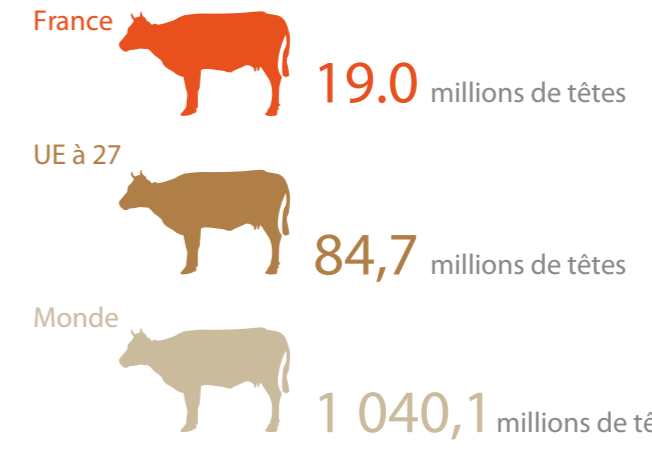 France
19.0 millions de têtes
UE à 27
84,7 millions de têtes
Monde
1 040,1 millions de tê